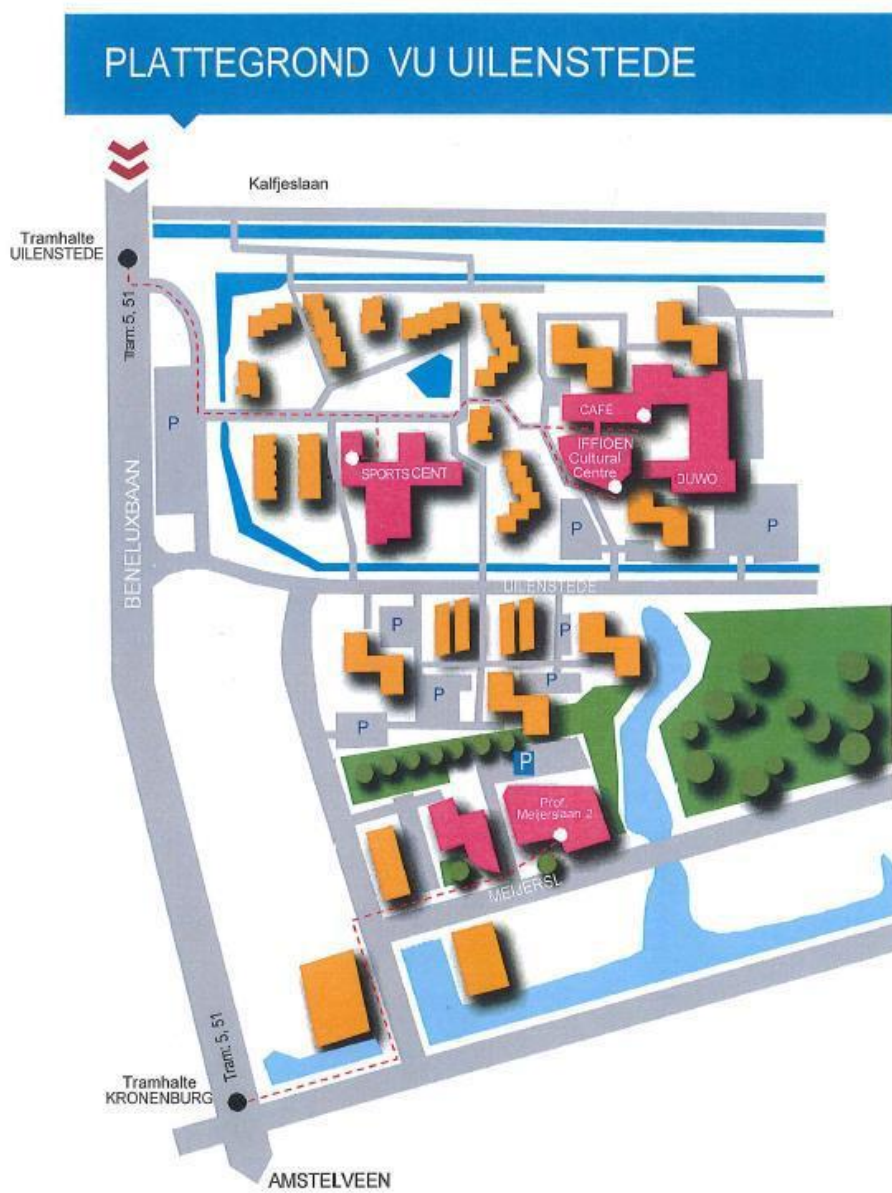 PLATTEGROND VU UILENSTEDE
Kalfjeslaan
Tramhalte
UILENSTEDE
Tram: 5, 51
P
BENELUXBAAN
CAFE
IFFIOEN
Cultural
Centre
SPORTS CENT
DUWO
P
P
UILENSTEDE
P
P
P
P
P
P
Prof.
Meijerslaan 2
MEIJERSL
Tram: 5, 51
Tramhalte
KRONENBURG
AMSTELVEEN